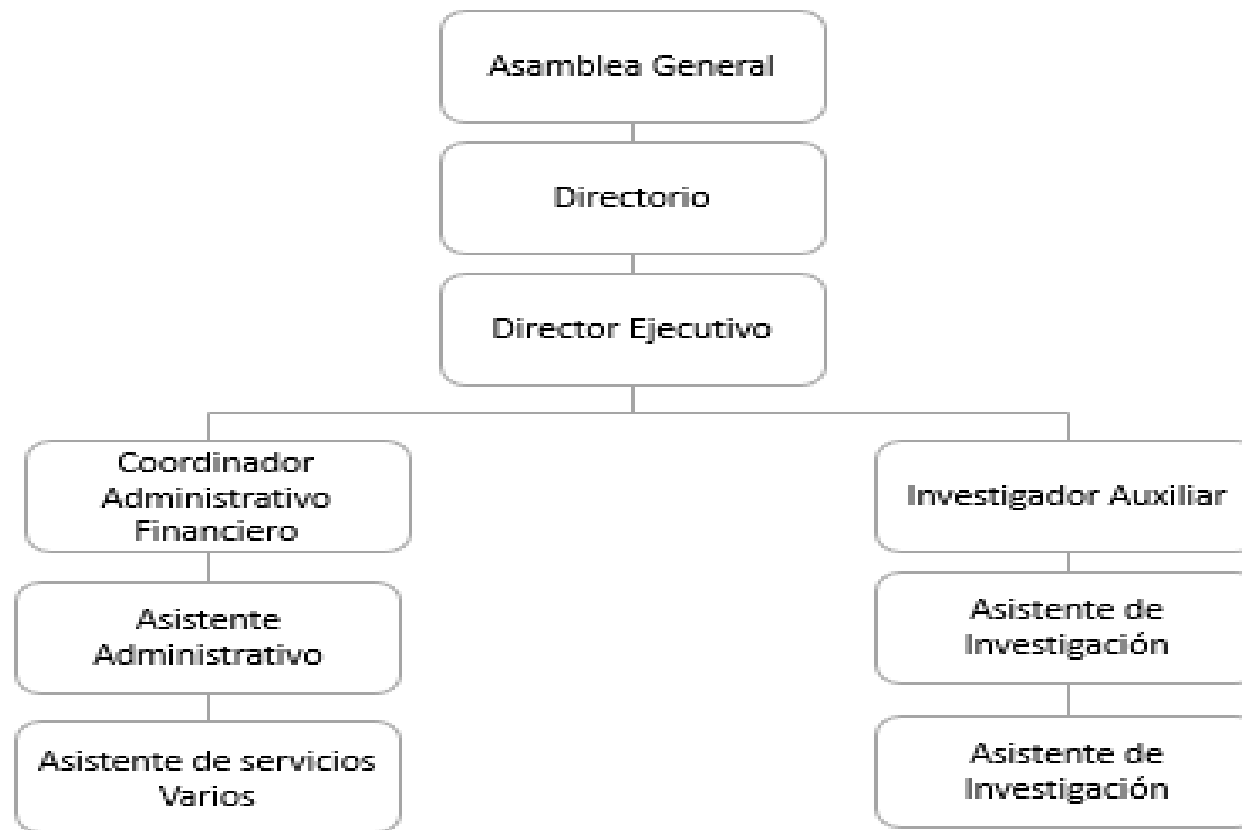 Asamblea General
Directorio
Director Ejecutivo
Coordinador
Administrativo
Financiero
Investigador Auxiliar
Asistente
Administrativo
Asistente de
Investigación
Asistente de servicios
Varios
Asistente de
Investigación